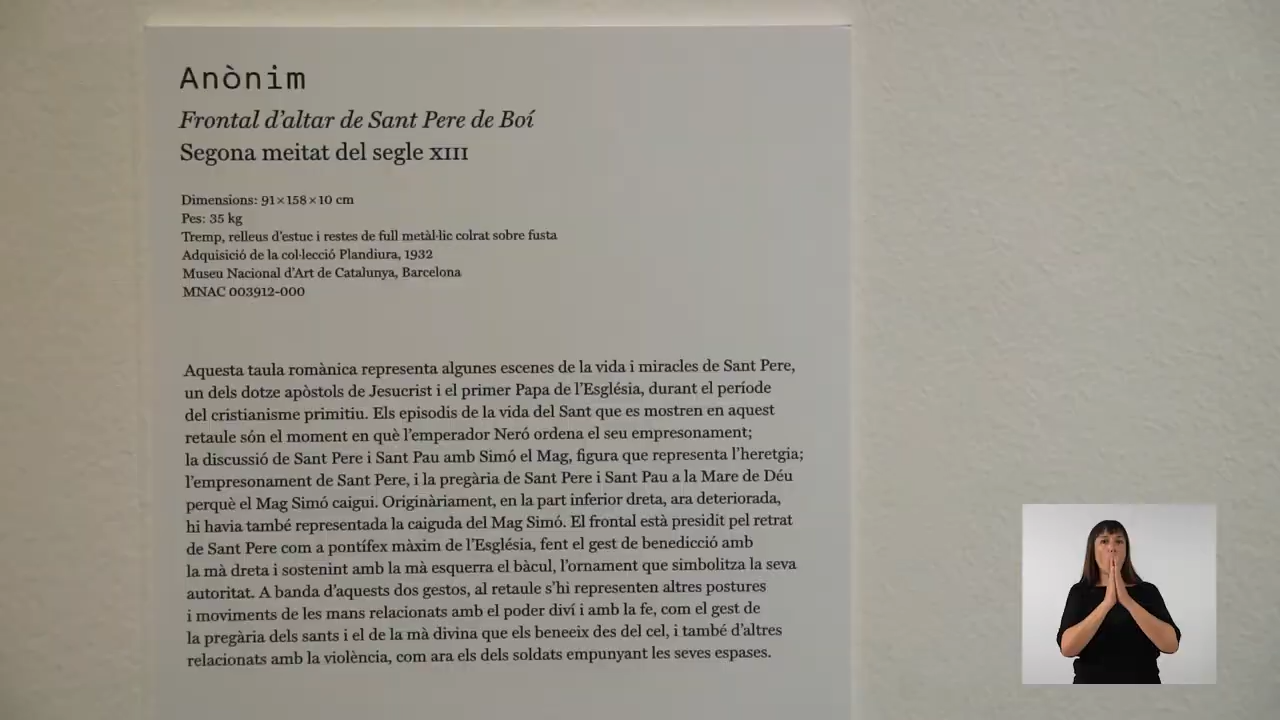 Anònim
Frontal d'altar de Sant Pere de Boí
Segona meitat del segle XIII
Dimensions: 91×158×10 cm
Pes: 35 kg
Tremp, relleus d'estuc i restes de full metàl·lic colrat sobre fusta
Adquisició de la col·lecció Plandiura, 1932
Museu Nacional d'Art de Catalunya, Barcelona
MNAC 003912-000
Aquesta taula romànica representa algunes escenes de la vida i miracles de Sant Pere,
un dels dotze apòstols de Jesucrist i el primer Papa de l'Església, durant el període
del cristianisme primitiu. Els episodis de la vida del Sant que es mostren en aquest
retaule són el moment en què l'emperador Neró ordena el seu empresonament;
la discussió de Sant Pere i Sant Pau amb Simó el Mag, figura que representa l'heretgia;
l'empresonament de Sant Pere, i la pregària de Sant Pere i Sant Pau a la Mare de Déu
perquè el Mag Simó caigui. Originàriament, en la part inferior dreta, ara deteriorada,
hi havia també representada la caiguda del Mag Simó. El frontal està presidit pel retrat
de Sant Pere com a pontífex màxim de l'Església, fent el gest de benedicció amb
la mà dreta i sostenint amb la mà esquerra el bàcul, l'ornament que simbolitza la seva
autoritat. A banda d'aquests dos gestos, al retaule s'hi representen altres postures
i moviments de les mans relacionats amb el poder diví i amb la fe, com el gest de
la pregària dels sants i el de la mà divina que els beneeix des del cel, i també d'altres
relacionats amb la violència, com ara els dels soldats empunyant les seves espases.